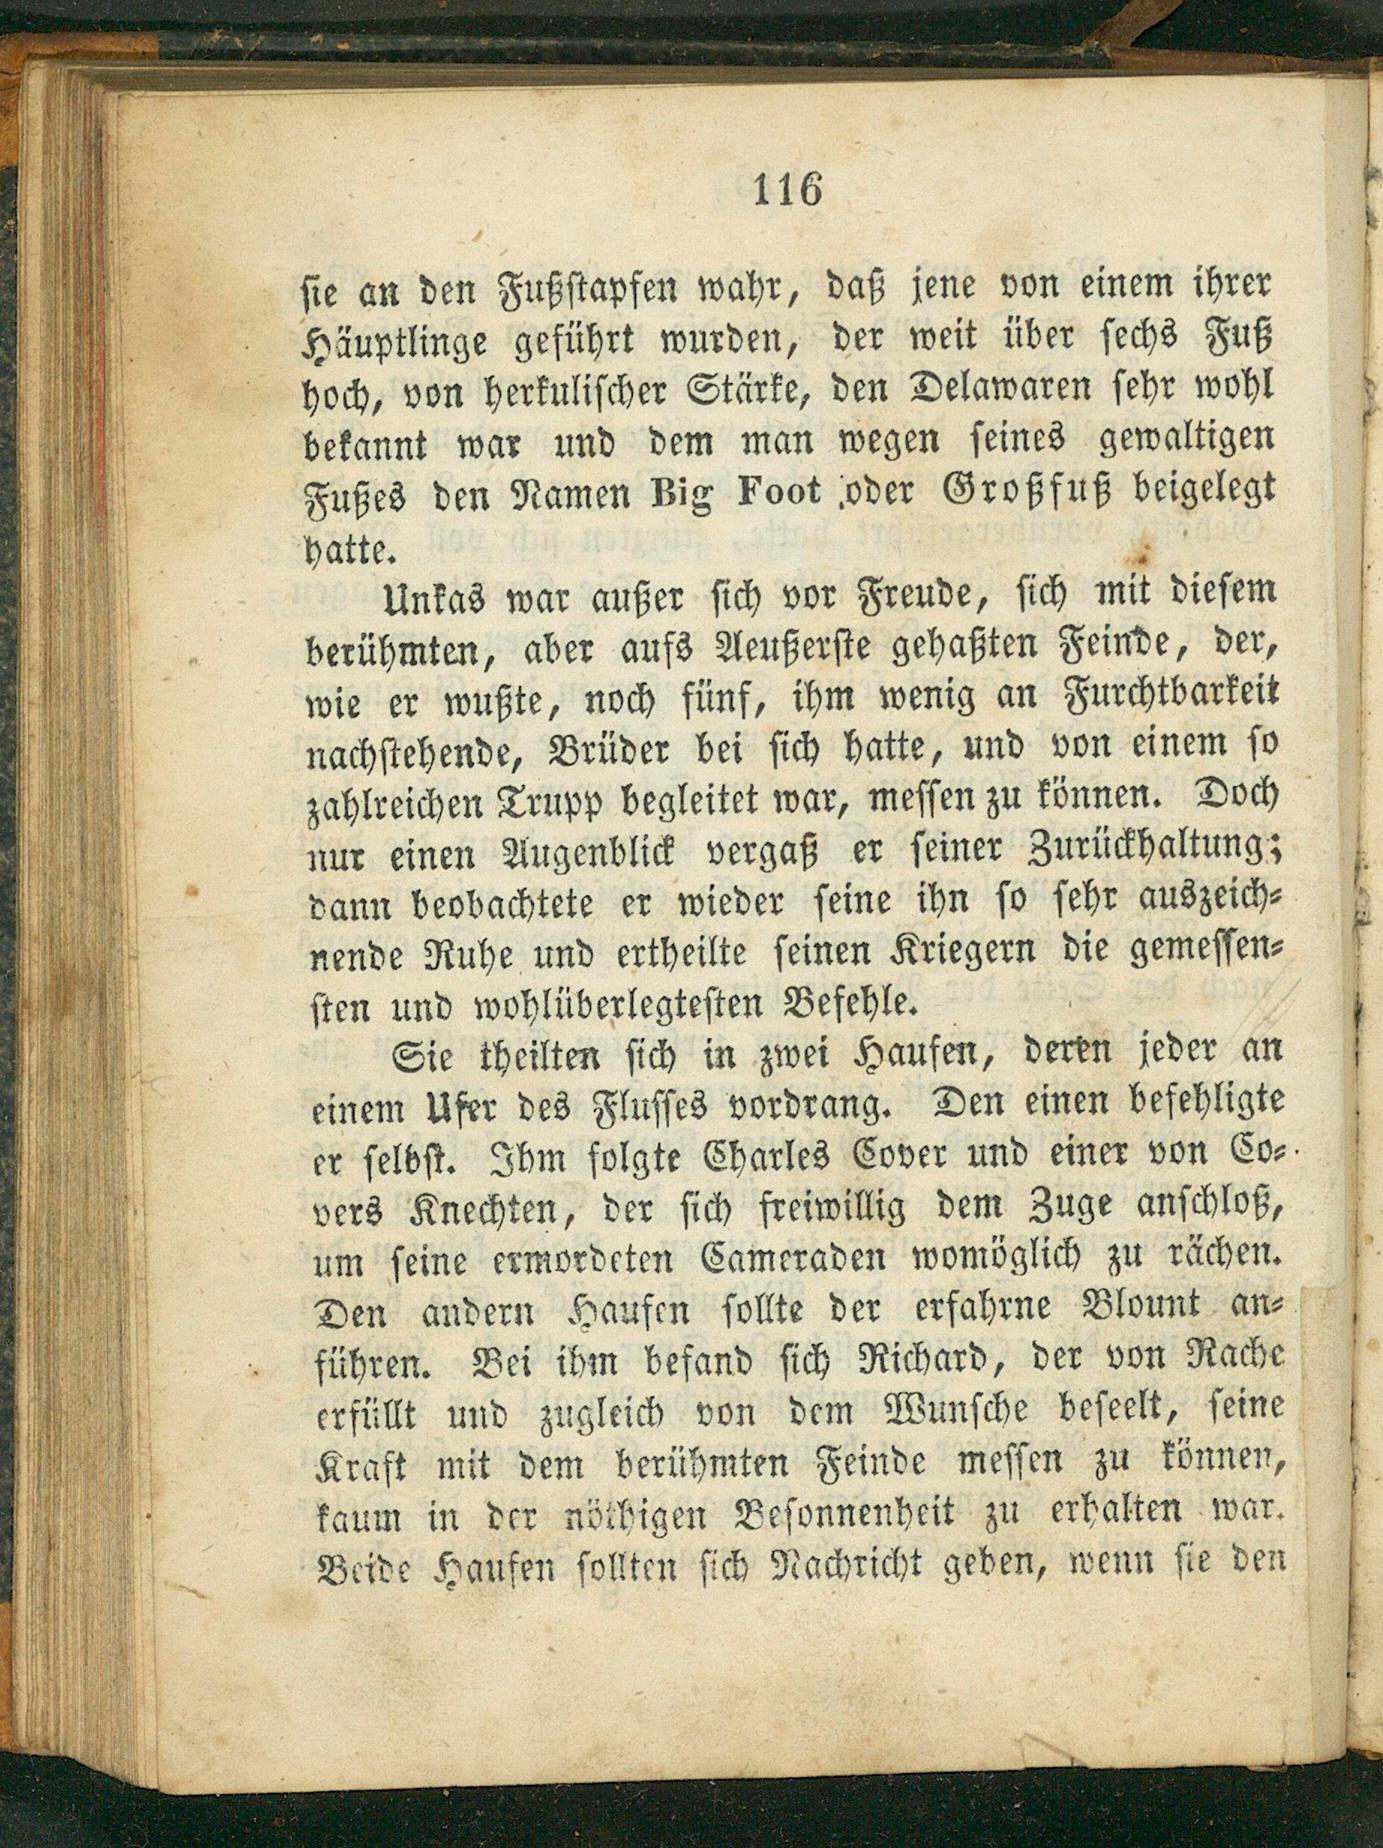 116
sie an den Fußstapfen wahr, daß jene von einem ihrer
Häuptlinge geführt wurden, der weit über sechs Fuß
hoch, von herkulischer Stärke, den Delawaren sehr wohl
bekannt war und dem man wegen seines gewaltigen
Fußes den Namen Big Foot oder Großfuß beigelegt
hatte.
Unkas war außer sich vor Freude, sich mit diesem
berühmten, aber aufs Aeußerste gehaßten Feinde, der,
wie er wußte, noch fünf, ihm wenig an Furchtbarkeit
nachstehende, Brüder bei sich hatte, und von einem so
zahlreichen Trupp begleitet war, messen zu können. Doch
nur einen Augenblick vergaß er seiner Zurückhaltung;
dann beobachtete er wieder seine ihn so sehr auszeich-
nende Ruhe und ertheilte seinen Kriegern die gemessen-
sten und wohlüberlegtesten Befehle.
Sie theilten sich in zwei Haufen, deren jeder an
einem Ufer des Flusses vordrang. Den einen befehligte
er selbst. Ihm folgte Charles Cover und einer von Co-
vers Knechten, der sich freiwillig dem Zuge anschloß,
um seine ermordeten Cameraden womöglich zu rächen.
Den andern Haufen sollte der erfahrne Blount an-
führen. Bei ihm befand sich Richard, der von Rache
erfüllt und zugleich von dem Wunsche beseelt, seine
Kraft mit dem berühmten Feinde messen zu können,
kaum in der nöthigen Besonnenheit zu erhalten war.
Beide Haufen sollten sich Nachricht geben, wenn sie den